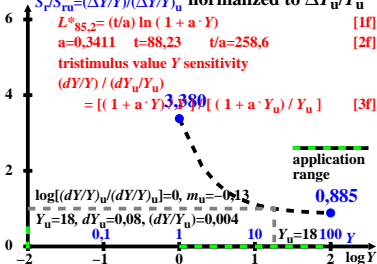 S_r/S_ru=(ΔY/Y)/(ΔY/Y)_u normalized to ΔY_u/Y_u
L*_85,2= (t/a) ln ( 1 + a · Y ) [1f]
a=0,3411 t=88,23 t/a=258,6 [2f]
tristimulus value Y sensitivity
(dY/Y) / (dY_u/Y_u)
= [( 1 + a · Y ) / Y ] / [ ( 1 + a · Y_u ) / Y_u ] [3f]
3,380
application
range
0,885
log[(dY/Y)_u/(dY/Y)_u]=0, m_u=−0,13
Y_u=18, dY_u=0,08, (dY/Y)_u=0,004
0,1 1 10 Y_u=18 100 Y
6
4
2
0
−2 −1 0 1 2 log Y